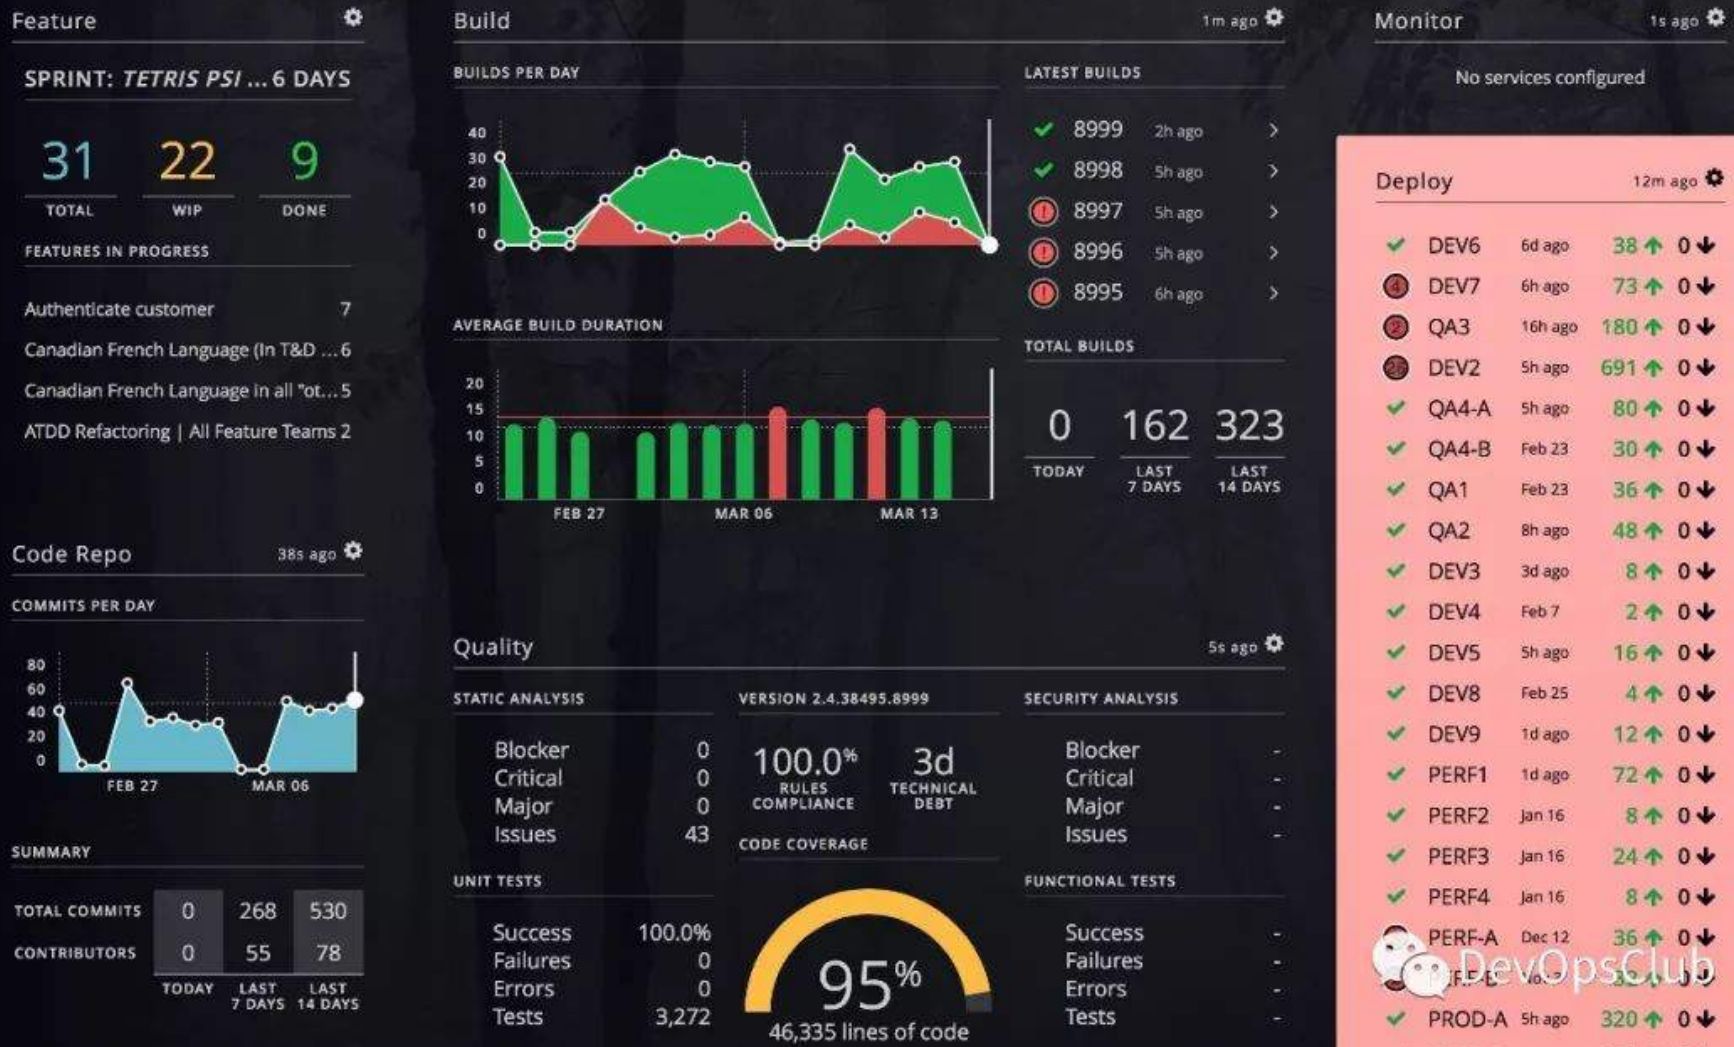 Feature
SPRINT: TETRIS PSI ... 6 DAYS
31 22 9
TOTAL WIP DONE
FEATURES IN PROGRESS
Authenticate customer 7
Canadian French Language (In T&D ... 6
Canadian French Language in all "ot... 5
ATDD Refactoring | All Feature Teams 2
Code Repo 38s ago
COMMITS PER DAY
80
60
40
20
0
FEB 27 MAR 06
SUMMARY
TOTAL COMMITS 0 268 530
CONTRIBUTORS 0 55 78
TODAY LAST 7 DAYS LAST 14 DAYS
Build 1m ago
BUILDS PER DAY
40
30
20
10
0
AVERAGE BUILD DURATION
20
15
10
5
0
FEB 27 MAR 06 MAR 13
LATEST BUILDS
8999 2h ago >
8998 5h ago >
! 8997 5h ago >
! 8996 5h ago >
! 8995 6h ago >
TOTAL BUILDS
0 162 323
TODAY LAST 7 DAYS LAST 14 DAYS
Quality 5s ago
STATIC ANALYSIS
Blocker 0
Critical 0
Major 0
Issues 43
UNIT TESTS
Success 100.0%
Failures 0
Errors 0
Tests 3,272
VERSION 2.4.38495.8999
100.0% 3d
RULES COMPLIANCE TECHNICAL DEBT
CODE COVERAGE
95%
46,335 lines of code
SECURITY ANALYSIS
Blocker -
Critical -
Major -
Issues -
FUNCTIONAL TESTS
Success -
Failures -
Errors -
Tests -
Monitor 1s ago
No services configured
Deploy 12m ago
DEV6 6d ago 38 0
4 DEV7 6h ago 73 0
2 QA3 16h ago 180 0
DEV2 5h ago 691 0
QA4-A 5h ago 80 0
QA4-B Feb 23 30 0
QA1 Feb 23 36 0
QA2 8h ago 48 0
DEV3 3d ago 8 0
DEV4 Feb 7 2 0
DEV5 5h ago 16 0
DEV8 Feb 25 4 0
DEV9 1d ago 12 0
PERF1 1d ago 72 0
PERF2 Jan 16 8 0
PERF3 Jan 16 24 0
PERF4 Jan 16 8 0
PERF-A Dec 12 36 0
DevOpsClub
PROD-A 5h ago 320 0